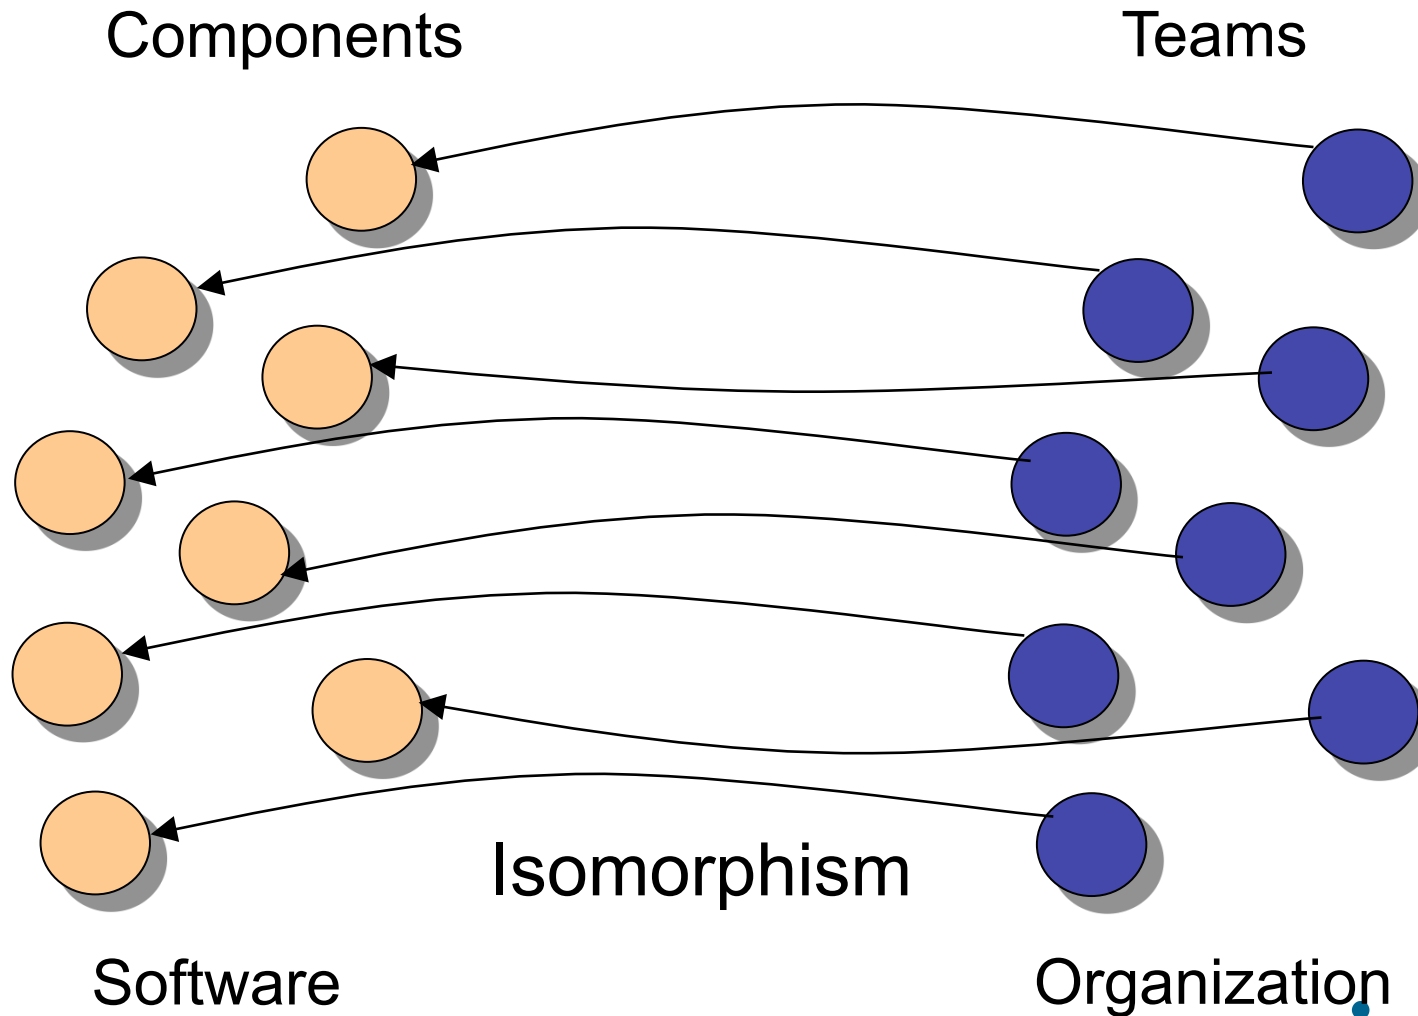 Components
Teams
Isomorphism
Software
Organization